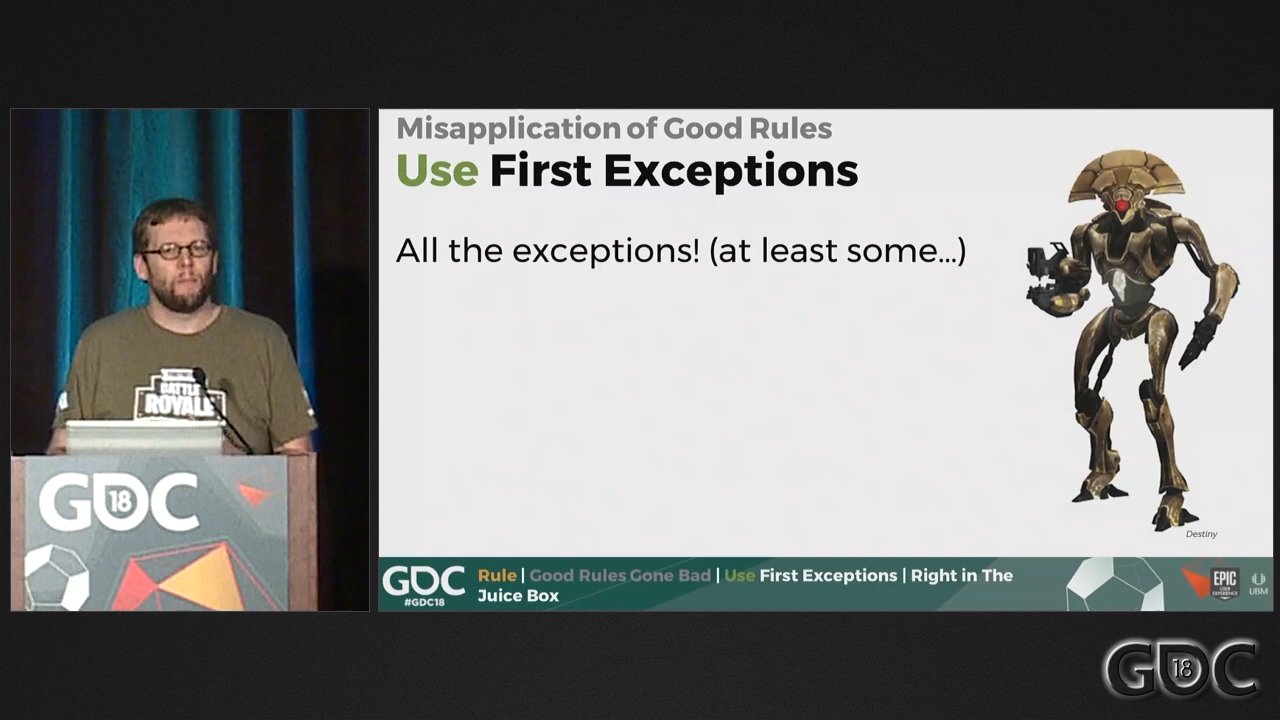 Misapplication of Good Rules
Use First Exceptions
All the exceptions! (at least some...)
Destiny
BATTLE
ROYALE
GDC
18
GDC
#GDC18
Rule | Good Rules Gone Bad | Use First Exceptions | Right in The
Juice Box
EPIC
UBM
GDC
18